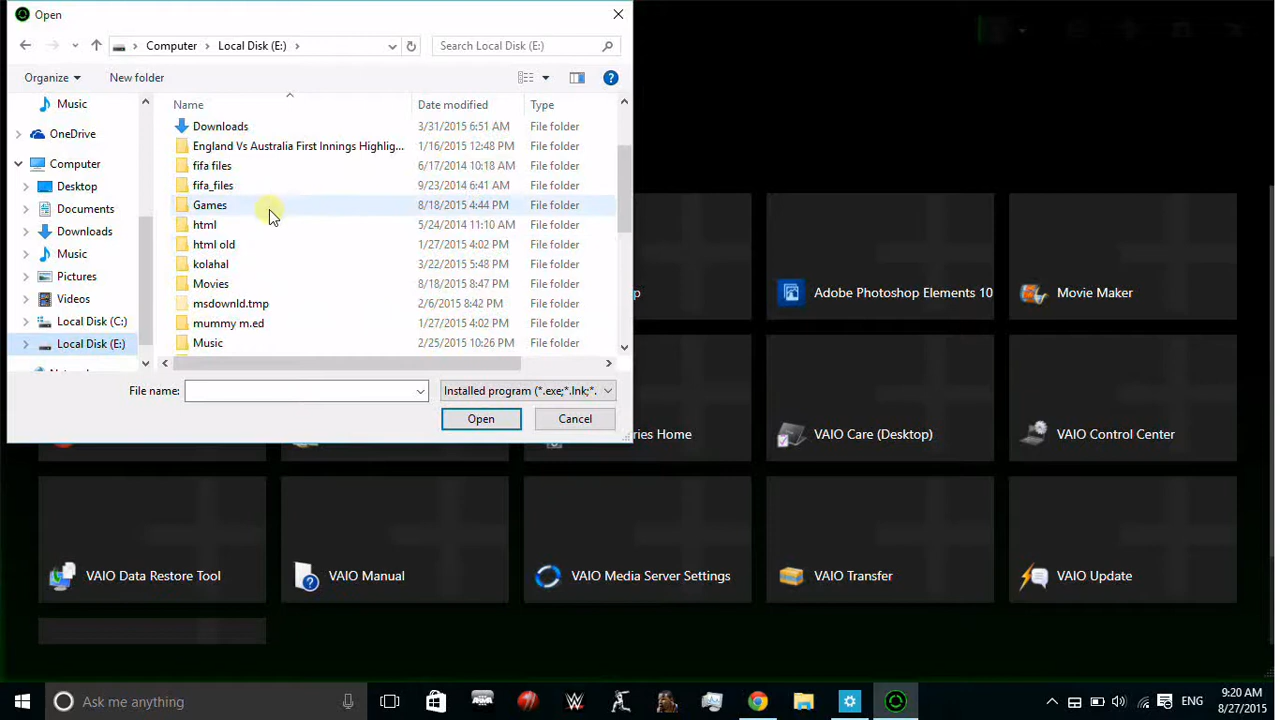 Open
Computer > Local Disk (E:) >
Search Local Disk (E:)
Organize
New folder
Music
OneDrive
Computer
Desktop
Documents
Downloads
Music
Pictures
Videos
Local Disk (C:)
Local Disk (E:)
Name Date modified Type
Downloads 3/31/2015 6:51 AM File folder
England Vs Australia First Innings Highlig... 1/16/2015 12:48 PM File folder
fifa files 6/17/2014 10:18 AM File folder
fifa_files 9/23/2014 6:41 AM File folder
Games 8/18/2015 4:44 PM File folder
html 5/24/2014 11:10 AM File folder
html old 1/27/2015 4:02 PM File folder
kolahal 3/22/2015 5:48 PM File folder
Movies 8/18/2015 8:47 PM File folder
msdownld.tmp 2/6/2015 8:42 PM File folder
mummy m.ed 1/27/2015 4:02 PM File folder
Music 2/25/2015 10:26 PM File folder
File name:
Installed program (*.exe;*.lnk;*.
Open
Cancel
Adobe Photoshop Elements 10
Movie Maker
Home
VAIO Care (Desktop)
VAIO Control Center
VAIO Data Restore Tool
VAIO Manual
VAIO Media Server Settings
VAIO Transfer
VAIO Update
Ask me anything
ENG
9:20 AM
8/27/2015